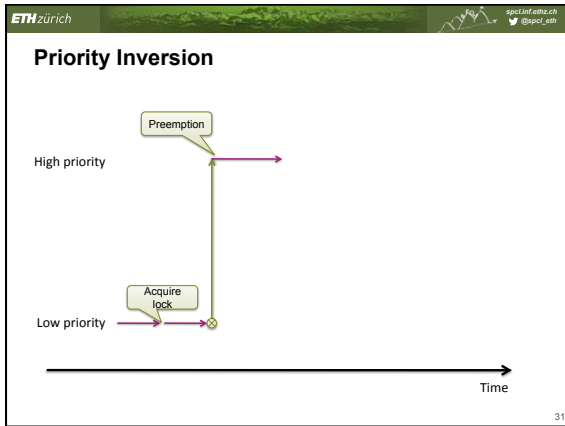 ETH zürich
spcl.inf.ethz.ch
@spcl_eth
Priority Inversion
Preemption
High priority
Acquire
lock
Low priority
Time
31